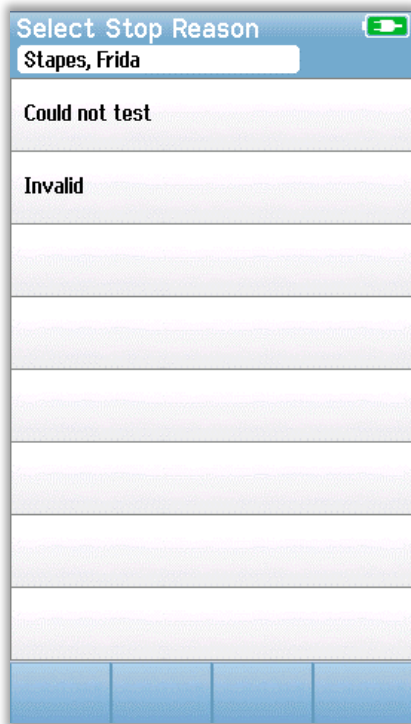 Select Stop Reason
Stapes, Frida
Could not test
Invalid